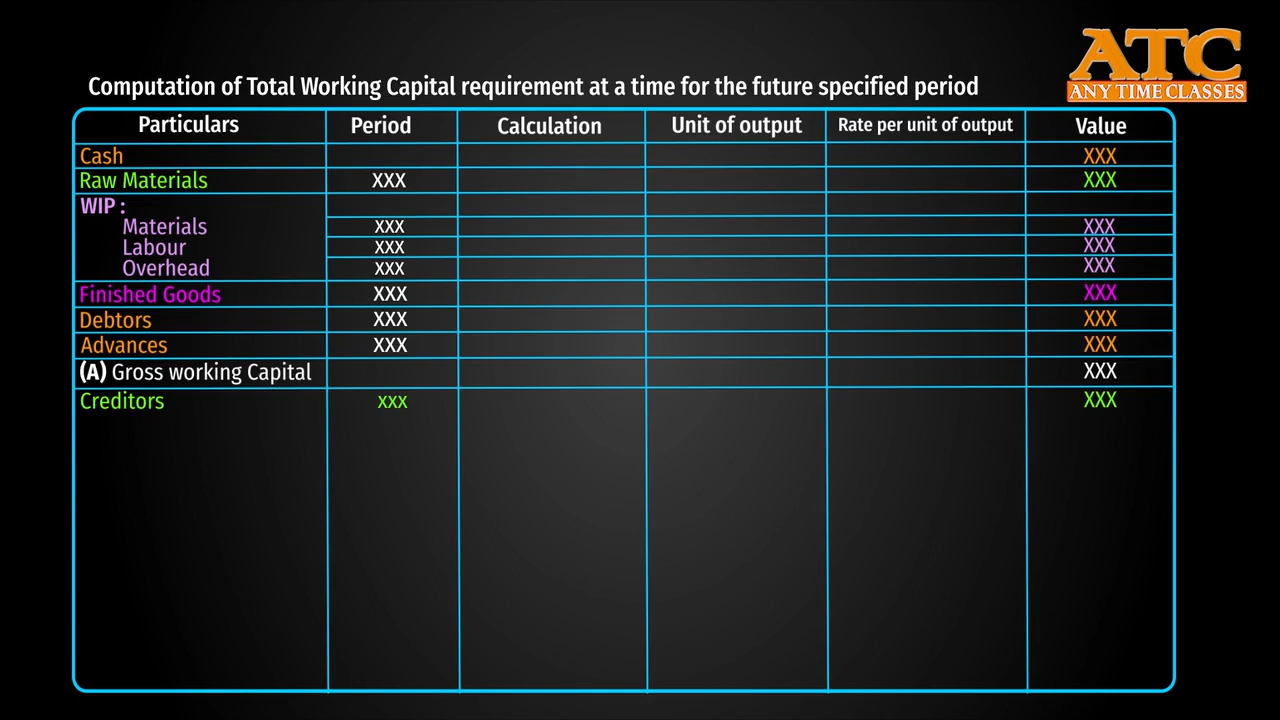 ATC
ANY TIME CLASSES
Computation of Total Working Capital requirement at a time for the future specified period
Particulars Period Calculation Unit of output Rate per unit of output Value
Cash XXX
Raw Materials XXX XXX
WIP :
Materials XXX XXX
Labour XXX XXX
Overhead XXX XXX
Finished Goods XXX XXX
Debtors XXX XXX
Advances XXX XXX
(A) Gross working Capital XXX
Creditors XXX XXX